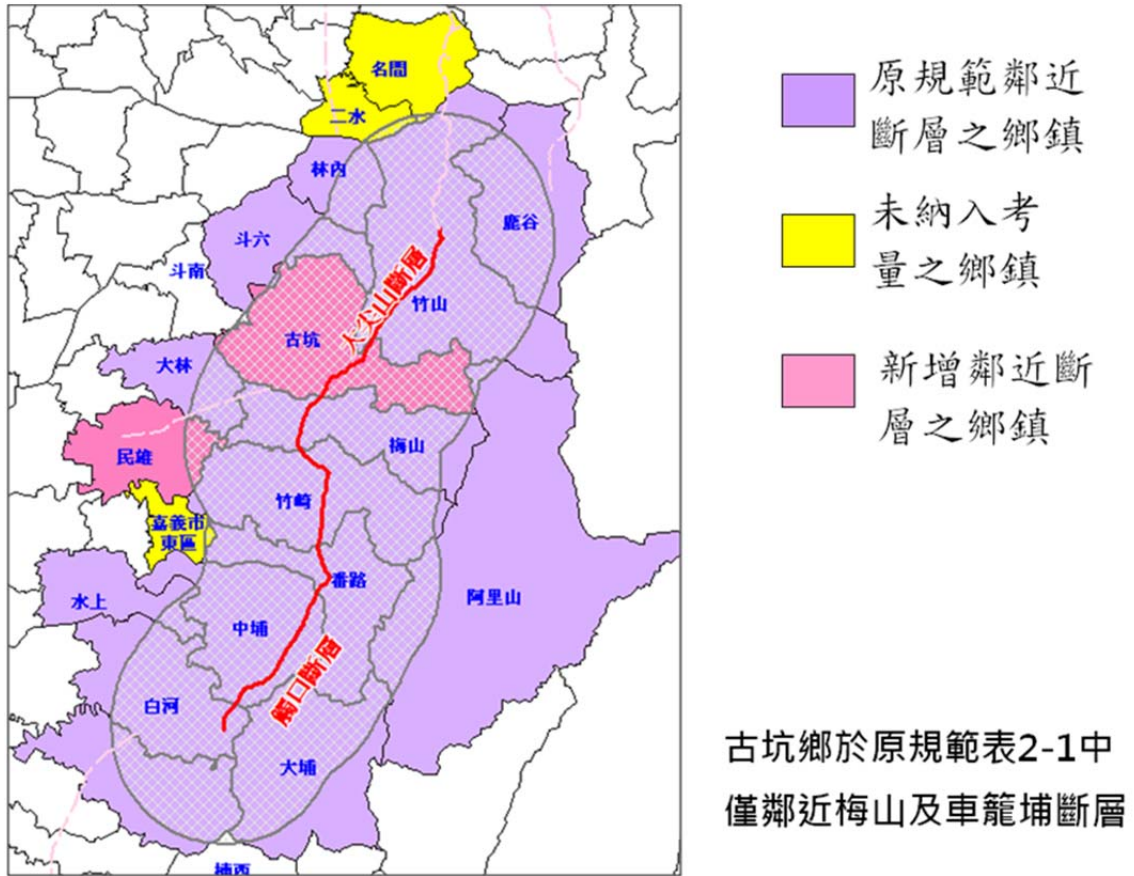 名間
二水
林內
鹿谷
斗六
斗南
竹山
大尖山斷層
古坑
大林
梅山
民雄
竹崎
嘉義市
東區
番路
阿里山
水上
中埔
觸口斷層
白河
大埔
楠西
原規範鄰近
斷層之鄉鎮
未納入考
量之鄉鎮
新增鄰近斷
層之鄉鎮
古坑鄉於原規範表2-1中
僅鄰近梅山及車籠埔斷層